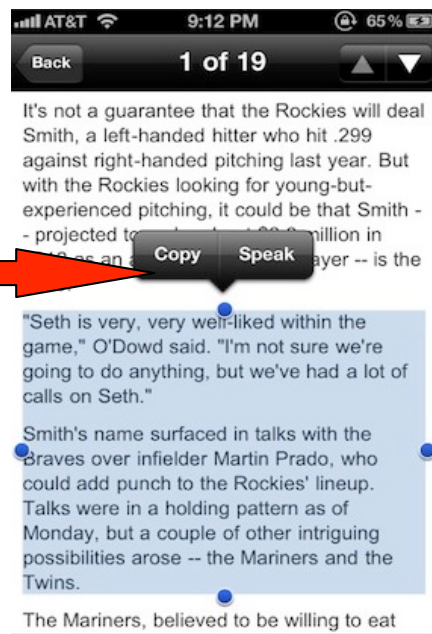 AT&T 9:12 PM 65%
Back 1 of 19
It's not a guarantee that the Rockies will deal
Smith, a left-handed hitter who hit .299
against right-handed pitching last year. But
with the Rockies looking for young-but-
experienced pitching, it could be that Smith -
- projected million in
Copy Speak
as an ayer -- is the
"Seth is very, very well-liked within the
game," O'Dowd said. "I'm not sure we're
going to do anything, but we've had a lot of
calls on Seth."
Smith's name surfaced in talks with the
Braves over infielder Martin Prado, who
could add punch to the Rockies' lineup.
Talks were in a holding pattern as of
Monday, but a couple of other intriguing
possibilities arose -- the Mariners and the
Twins.
The Mariners, believed to be willing to eat